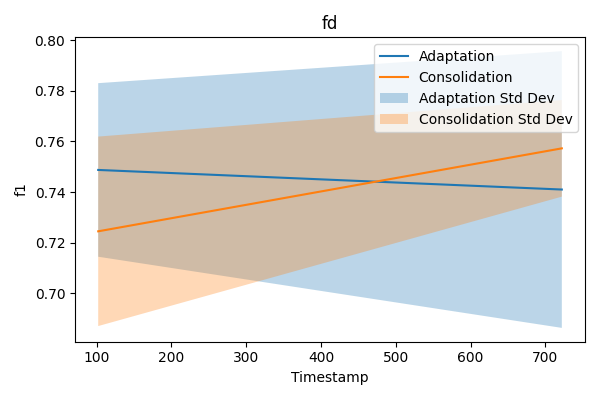 fd
0.80
0.78
0.76
0.74
0.72
0.70
f1
Adaptation
Consolidation
Adaptation Std Dev
Consolidation Std Dev
100 200 300 400 500 600 700
Timestamp